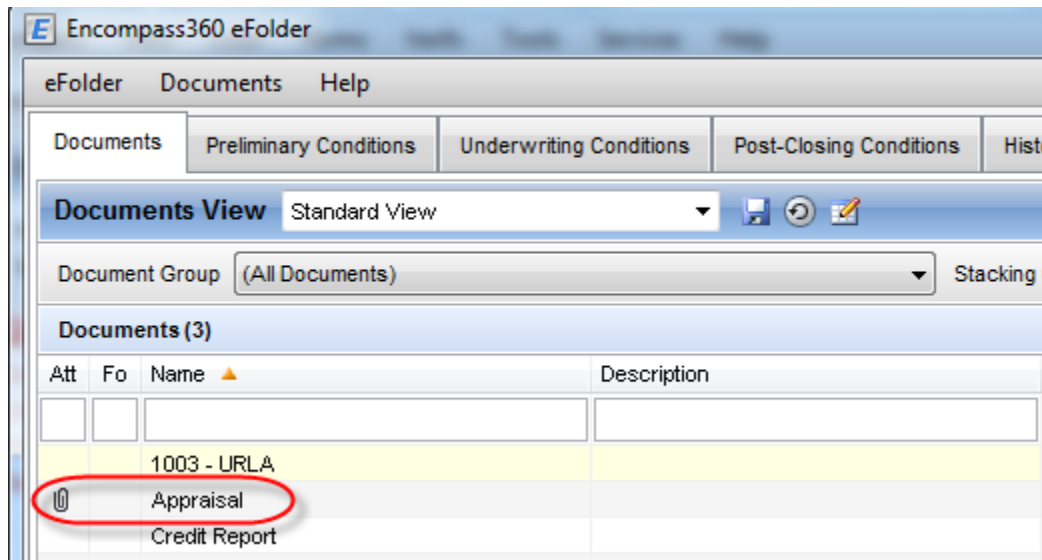 E Encompass360 eFolder
eFolder Documents Help
Documents Preliminary Conditions Underwriting Conditions Post-Closing Conditions Hist
Documents View Standard View
Document Group (All Documents) Stacking
Documents (3)
Att Fo Name Description
1003 - URLA
Appraisal
Credit Report